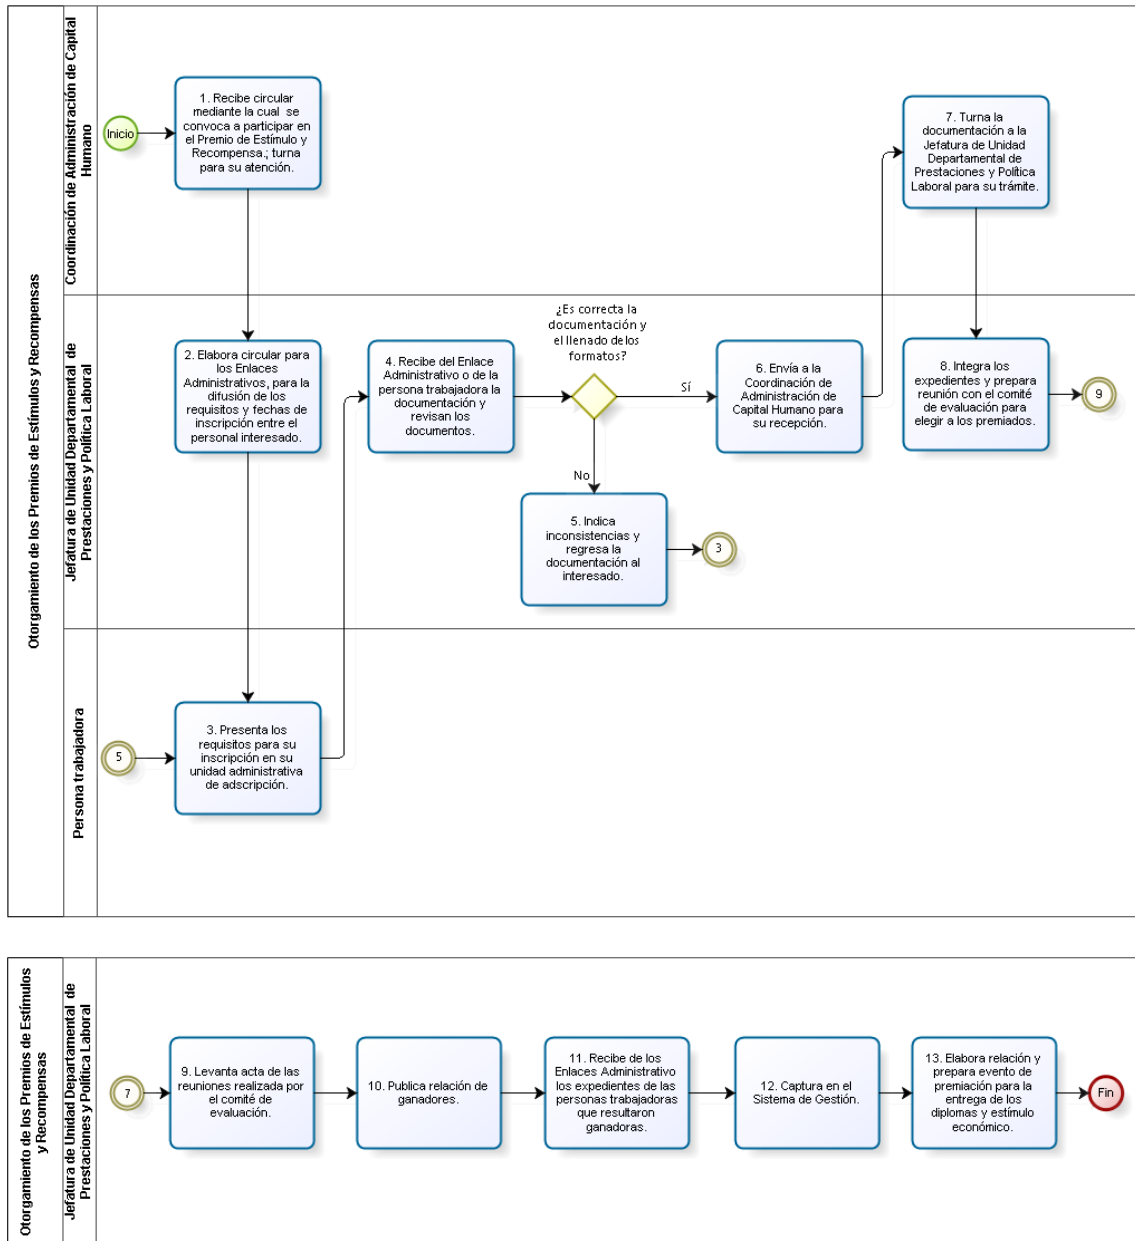 Otorgamiento de los Premios de Estímulos y Recompensas
Coordinación de Administración de Capital
Humano
Inicio
1. Recibe circular
mediante la cual se
convoca a participar en
el Premio de Estímulo y
Recompensa.; turna
para su atención.
7. Turna la
documentación a la
Jefatura de Unidad
Departamental de
Prestaciones y Política
Laboral para su trámite.
Jefatura de Unidad Departamental de
Prestaciones y Política Laboral
2. Elabora circular para
los Enlaces
Administrativos, para la
difusión de los
requisitos y fechas de
inscripción entre el
personal interesado.
4. Recibe del Enlace
Administrativo o de la
persona trabajadora la
documentación y
revisan los
documentos.
¿Es correcta la
documentación y
el llenado de los
formatos?
Sí
No
6. Envía a la
Coordinación de
Administración de
Capital Humano para
su recepción.
8. Integra los
expedientes y prepara
reunión con el comité
de evaluación para
elegir a los premiados.
9
5. Indica
inconsistencias y
regresa la
documentación al
interesado.
3
Persona trabajadora
5
3. Presenta los
requisitos para su
inscripción en su
unidad administrativa
de adscripción.
Otorgamiento de los Premios de Estímulos
y Recompensas
Jefatura de Unidad Departamental de
Prestaciones y Política Laboral
7
9. Levanta acta de las
reuniones realizada por
el comité de
evaluación.
10. Publica relación de
ganadores.
11. Recibe de los
Enlaces Administrativo
los expedientes de las
personas trabajadoras
que resultaron
ganadoras.
12. Captura en el
Sistema de Gestión.
13. Elabora relación y
prepara evento de
premiación para la
entrega de los
diplomas y estímulo
económico.
Fin